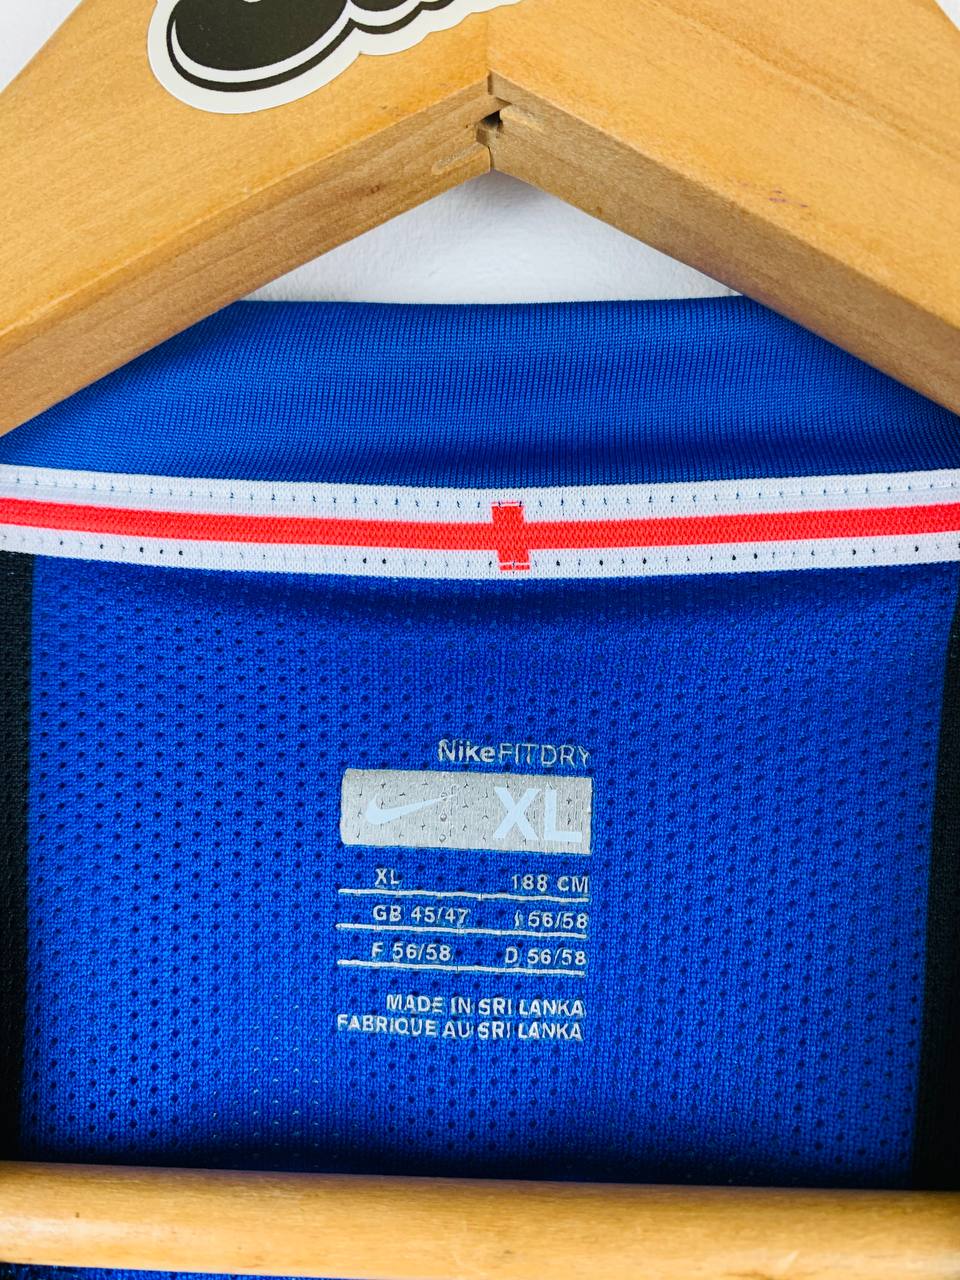 NikeFITDRY
XL
XL 188 CM
GB 45/47 I 56/58
F 56/58 D 56/58
MADE IN SRI LANKA
FABRIQUE AU SRI LANKA